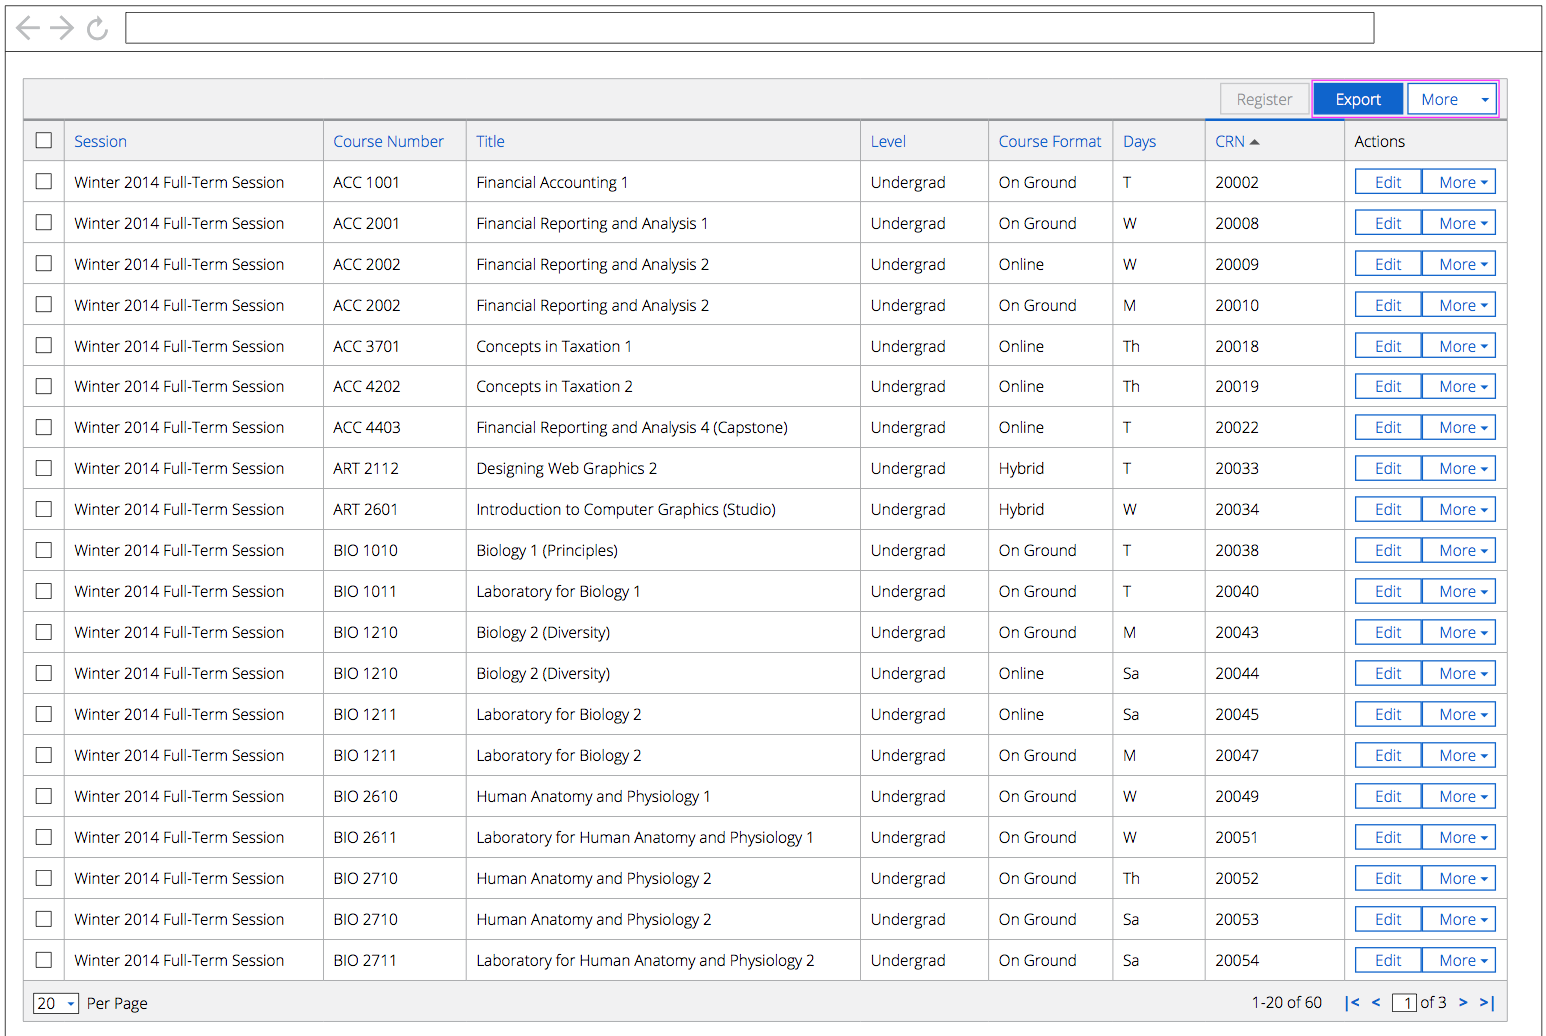 Register Export More
Session Course Number Title Level Course Format Days CRN Actions
Winter 2014 Full-Term Session ACC 1001 Financial Accounting 1 Undergrad On Ground T 20002 Edit More
Winter 2014 Full-Term Session ACC 2001 Financial Reporting and Analysis 1 Undergrad On Ground W 20008 Edit More
Winter 2014 Full-Term Session ACC 2002 Financial Reporting and Analysis 2 Undergrad Online W 20009 Edit More
Winter 2014 Full-Term Session ACC 2002 Financial Reporting and Analysis 2 Undergrad On Ground M 20010 Edit More
Winter 2014 Full-Term Session ACC 3701 Concepts in Taxation 1 Undergrad Online Th 20018 Edit More
Winter 2014 Full-Term Session ACC 4202 Concepts in Taxation 2 Undergrad Online Th 20019 Edit More
Winter 2014 Full-Term Session ACC 4403 Financial Reporting and Analysis 4 (Capstone) Undergrad Online T 20022 Edit More
Winter 2014 Full-Term Session ART 2112 Designing Web Graphics 2 Undergrad Hybrid T 20033 Edit More
Winter 2014 Full-Term Session ART 2601 Introduction to Computer Graphics (Studio) Undergrad Hybrid W 20034 Edit More
Winter 2014 Full-Term Session BIO 1010 Biology 1 (Principles) Undergrad On Ground T 20038 Edit More
Winter 2014 Full-Term Session BIO 1011 Laboratory for Biology 1 Undergrad On Ground T 20040 Edit More
Winter 2014 Full-Term Session BIO 1210 Biology 2 (Diversity) Undergrad On Ground M 20043 Edit More
Winter 2014 Full-Term Session BIO 1210 Biology 2 (Diversity) Undergrad Online Sa 20044 Edit More
Winter 2014 Full-Term Session BIO 1211 Laboratory for Biology 2 Undergrad Online Sa 20045 Edit More
Winter 2014 Full-Term Session BIO 1211 Laboratory for Biology 2 Undergrad On Ground M 20047 Edit More
Winter 2014 Full-Term Session BIO 2610 Human Anatomy and Physiology 1 Undergrad On Ground W 20049 Edit More
Winter 2014 Full-Term Session BIO 2611 Laboratory for Human Anatomy and Physiology 1 Undergrad On Ground W 20051 Edit More
Winter 2014 Full-Term Session BIO 2710 Human Anatomy and Physiology 2 Undergrad On Ground Th 20052 Edit More
Winter 2014 Full-Term Session BIO 2710 Human Anatomy and Physiology 2 Undergrad On Ground Sa 20053 Edit More
Winter 2014 Full-Term Session BIO 2711 Laboratory for Human Anatomy and Physiology 2 Undergrad On Ground Sa 20054 Edit More
20 Per Page 1-20 of 60 |< < 1 of 3 > >|